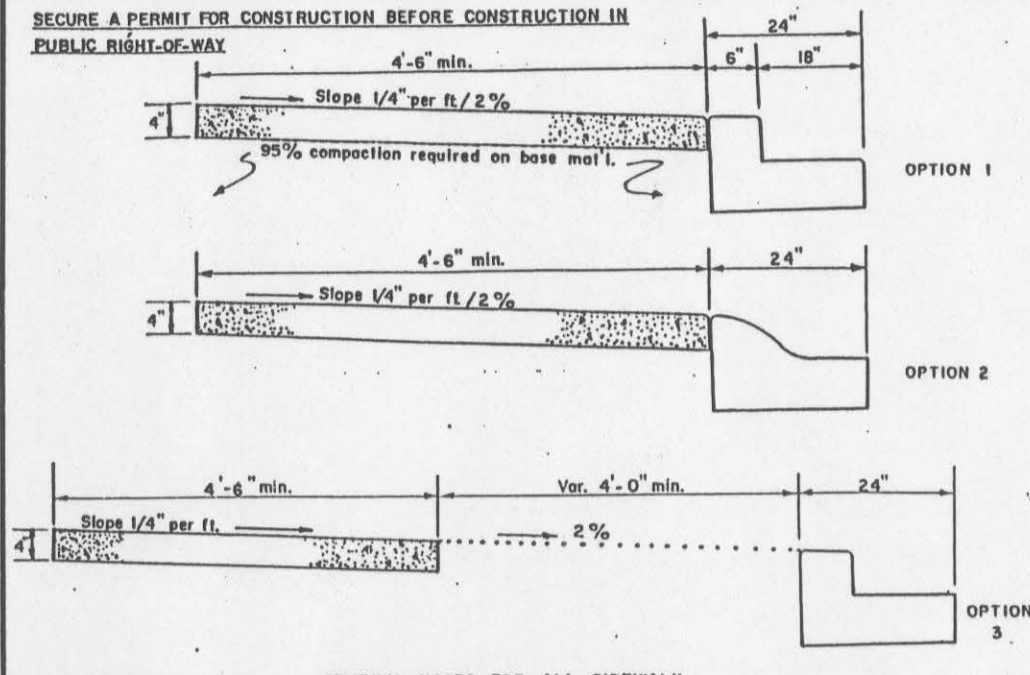 SECURE A PERMIT FOR CONSTRUCTION BEFORE CONSTRUCTION IN
PUBLIC RIGHT-OF-WAY
24"
4'-6" min.
6"
18"
4"
Slope 1/4" per ft / 2%
95% compaction required on base mat'l.
OPTION 1
4'-6" min.
24"
4"
Slope 1/4" per ft / 2%
OPTION 2
4'-6" min.
Var. 4'-0" min.
24"
4"
Slope 1/4" per ft.
2%
OPTION
3